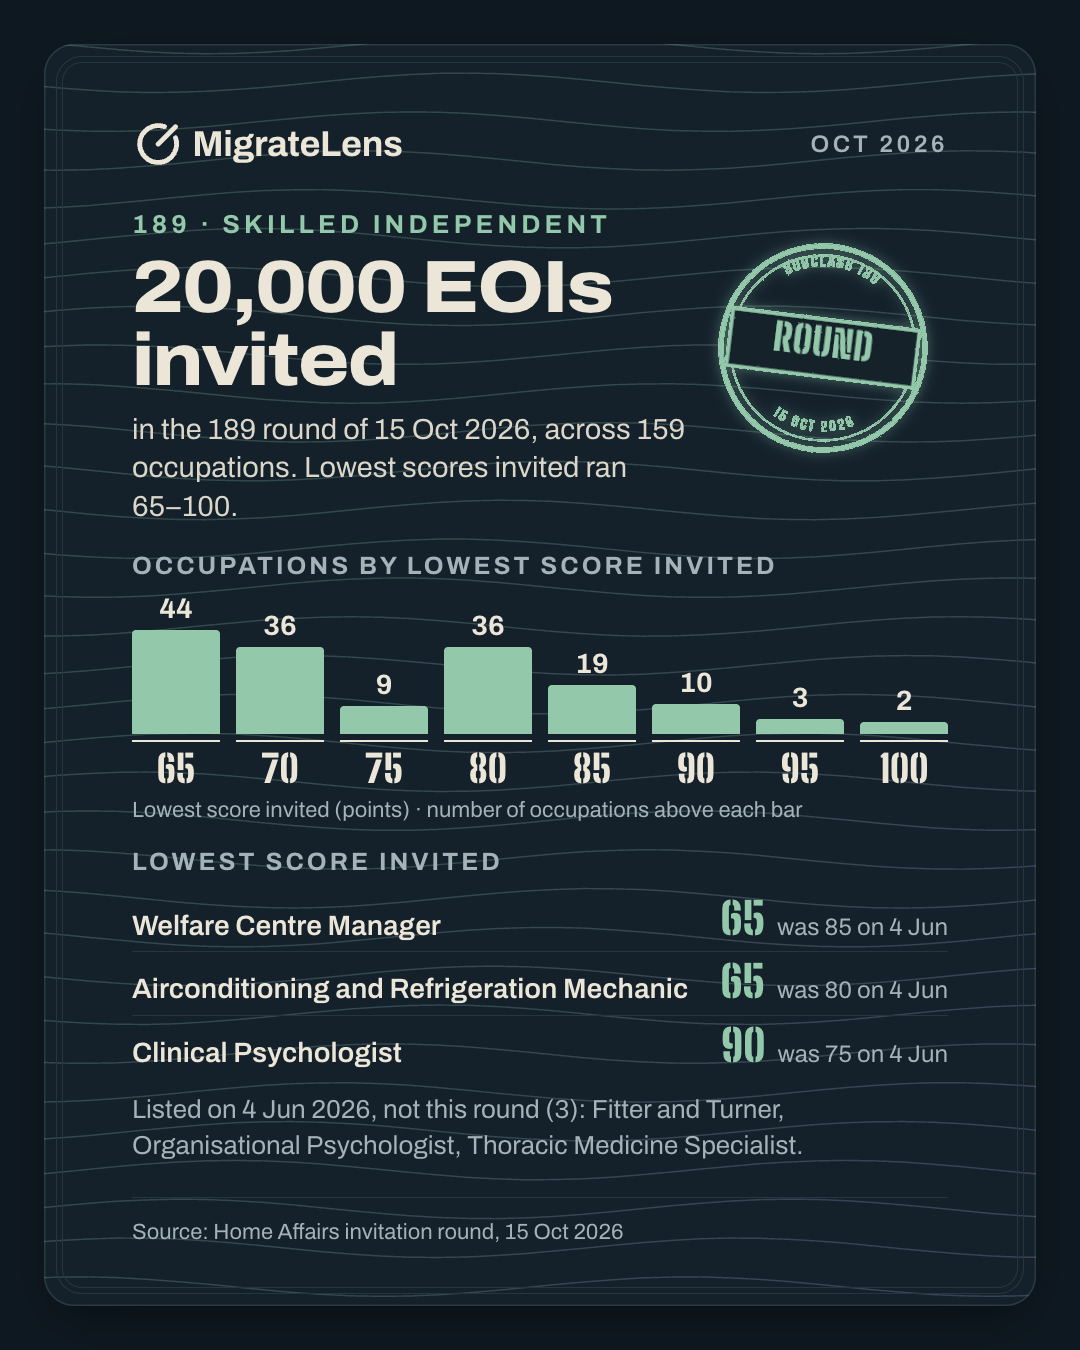 MigrateLens
OCT 2026
189 · SKILLED INDEPENDENT
20,000 EOIs
invited
in the 189 round of 15 Oct 2026, across 159
occupations. Lowest scores invited ran
65–100.
SUBCLASS 189
ROUND
15 OCT 2026
OCCUPATIONS BY LOWEST SCORE INVITED
44 36 9 36 19 10 3 2
65 70 75 80 85 90 95 100
Lowest score invited (points) · number of occupations above each bar
LOWEST SCORE INVITED
Welfare Centre Manager 65 was 85 on 4 Jun
Airconditioning and Refrigeration Mechanic 65 was 80 on 4 Jun
Clinical Psychologist 90 was 75 on 4 Jun
Listed on 4 Jun 2026, not this round (3): Fitter and Turner,
Organisational Psychologist, Thoracic Medicine Specialist.
Source: Home Affairs invitation round, 15 Oct 2026